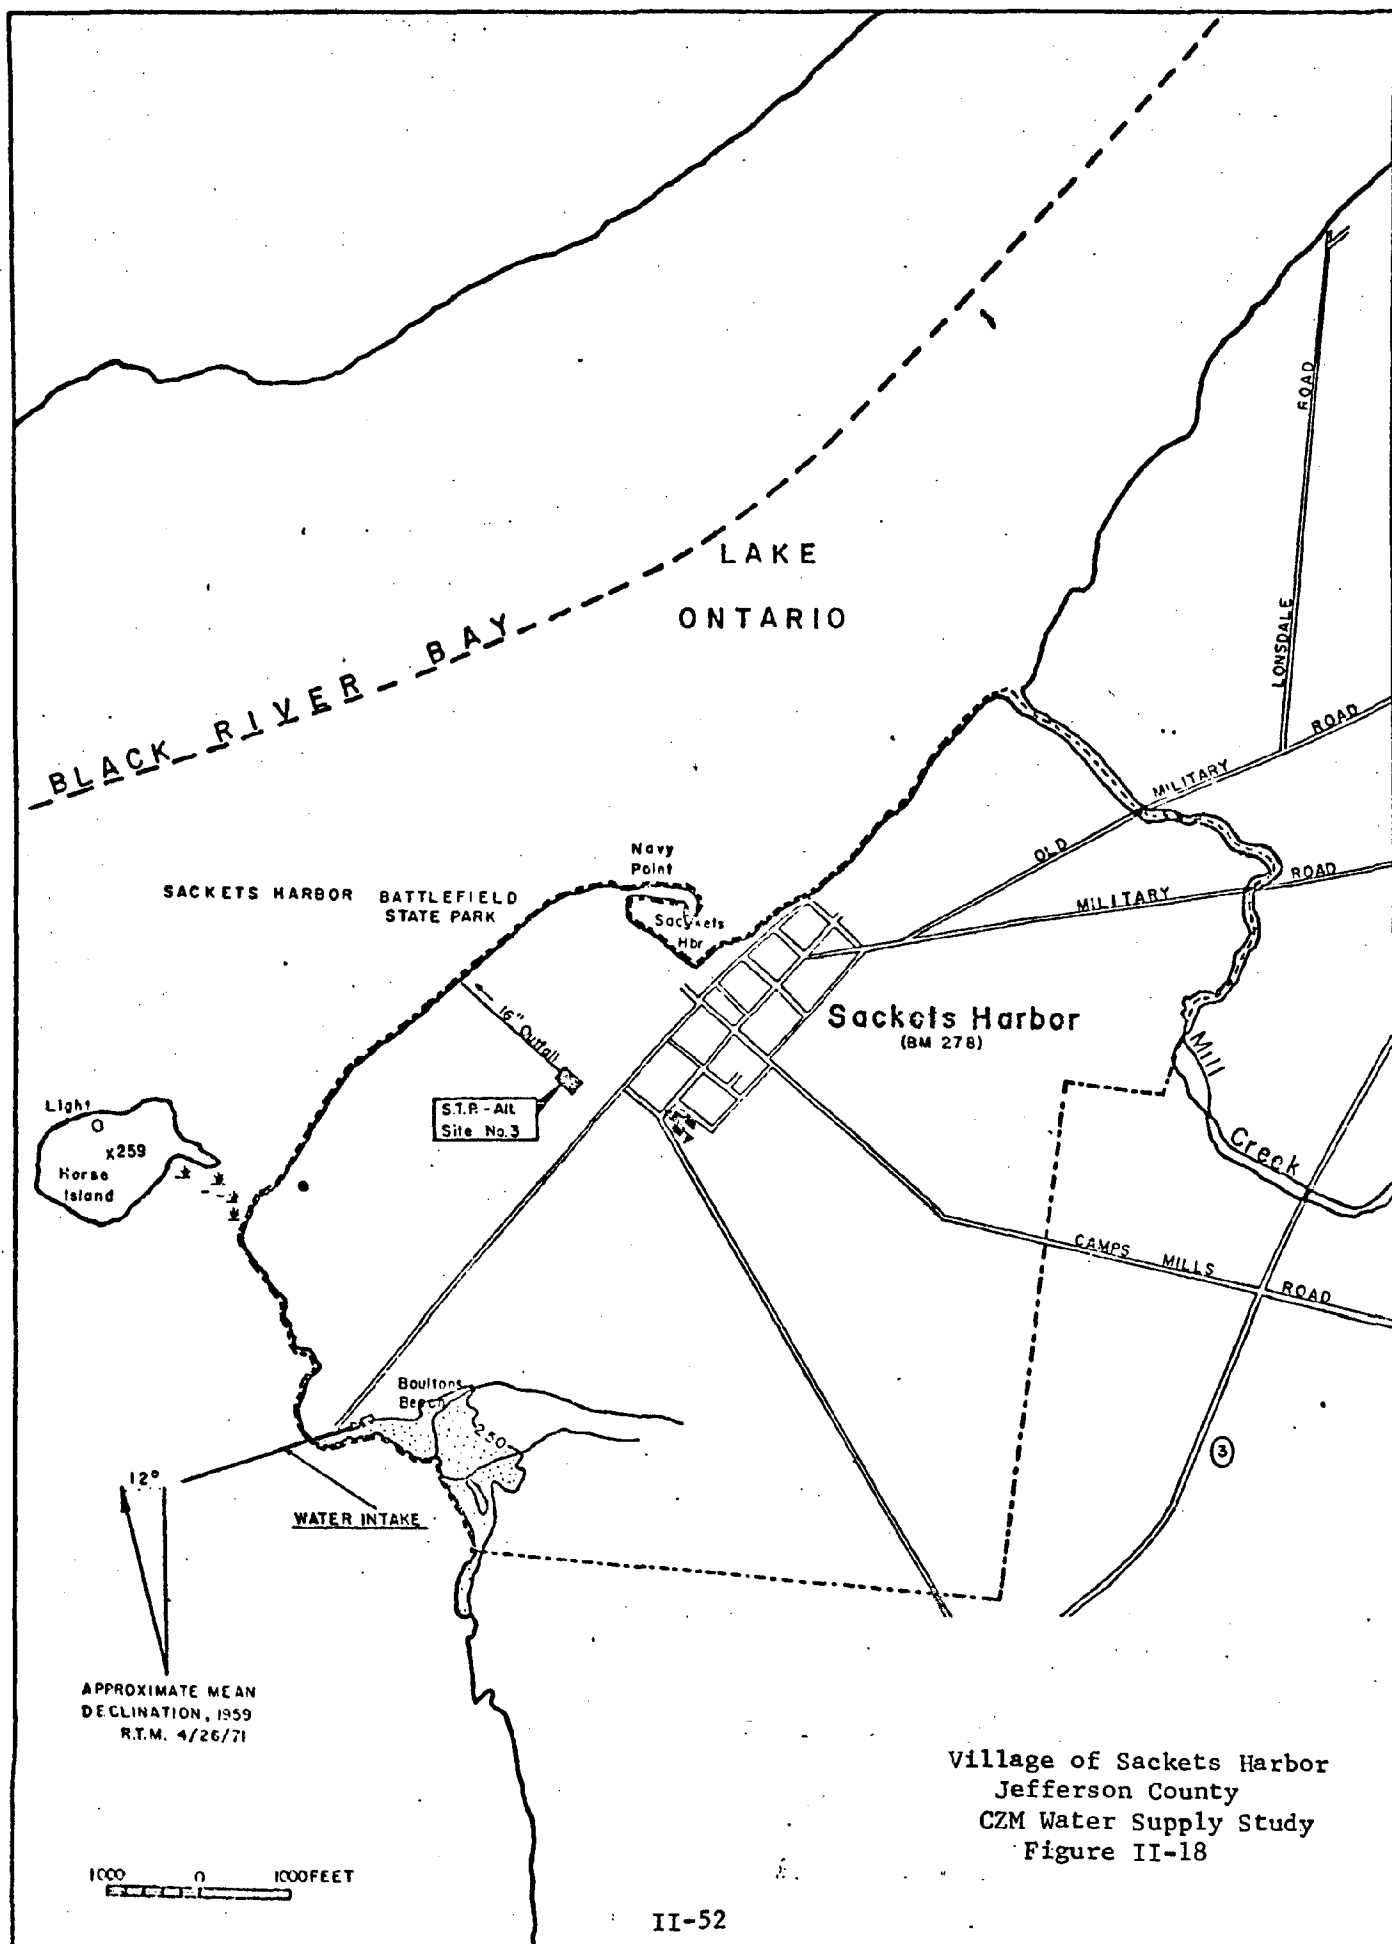 LAKE
ONTARIO
BLACK RIVER BAY
ROAD
LONSDALE
OLD MILITARY ROAD
MILITARY ROAD
Navy
Point
SACKETS HARBOR BATTLEFIELD
STATE PARK
Sackets
Hbr
16" Outfall
Sackets Harbor
(BM 278)
S.T.P. - Alt.
Site No. 3
Mill
Creek
Light
x259
Horse
Island
CAMPS MILLS ROAD
Boultons
Beach
250
3
12°
WATER INTAKE
APPROXIMATE MEAN
DECLINATION, 1959
R.T.M. 4/26/71
Village of Sackets Harbor
Jefferson County
CZM Water Supply Study
Figure II-18
1000 0 1000 FEET
II-52